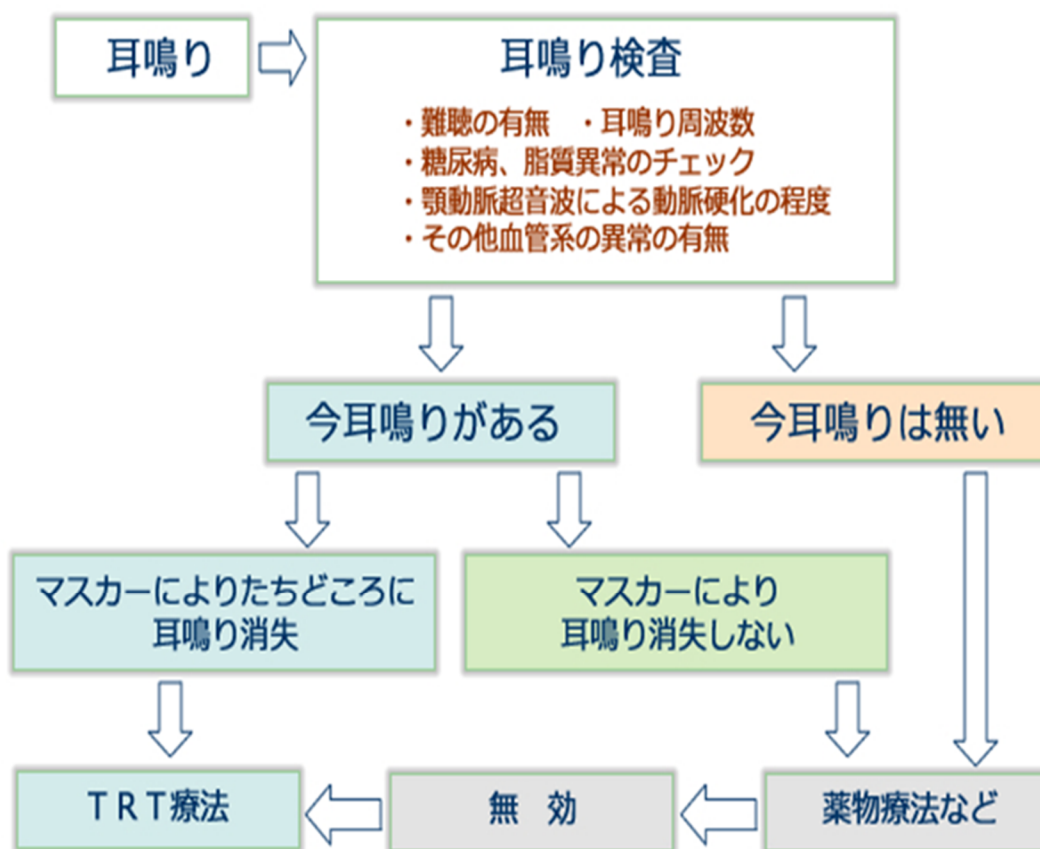 耳鳴り
耳鳴り検査
・難聴の有無　・耳鳴り周波数
・糖尿病、脂質異常のチェック
・顎動脈超音波による動脈硬化の程度
・その他血管系の異常の有無
今耳鳴りがある
今耳鳴りは無い
マスカーによりたちどころに
耳鳴り消失
マスカーにより
耳鳴り消失しない
ＴＲＴ療法
無　効
薬物療法など